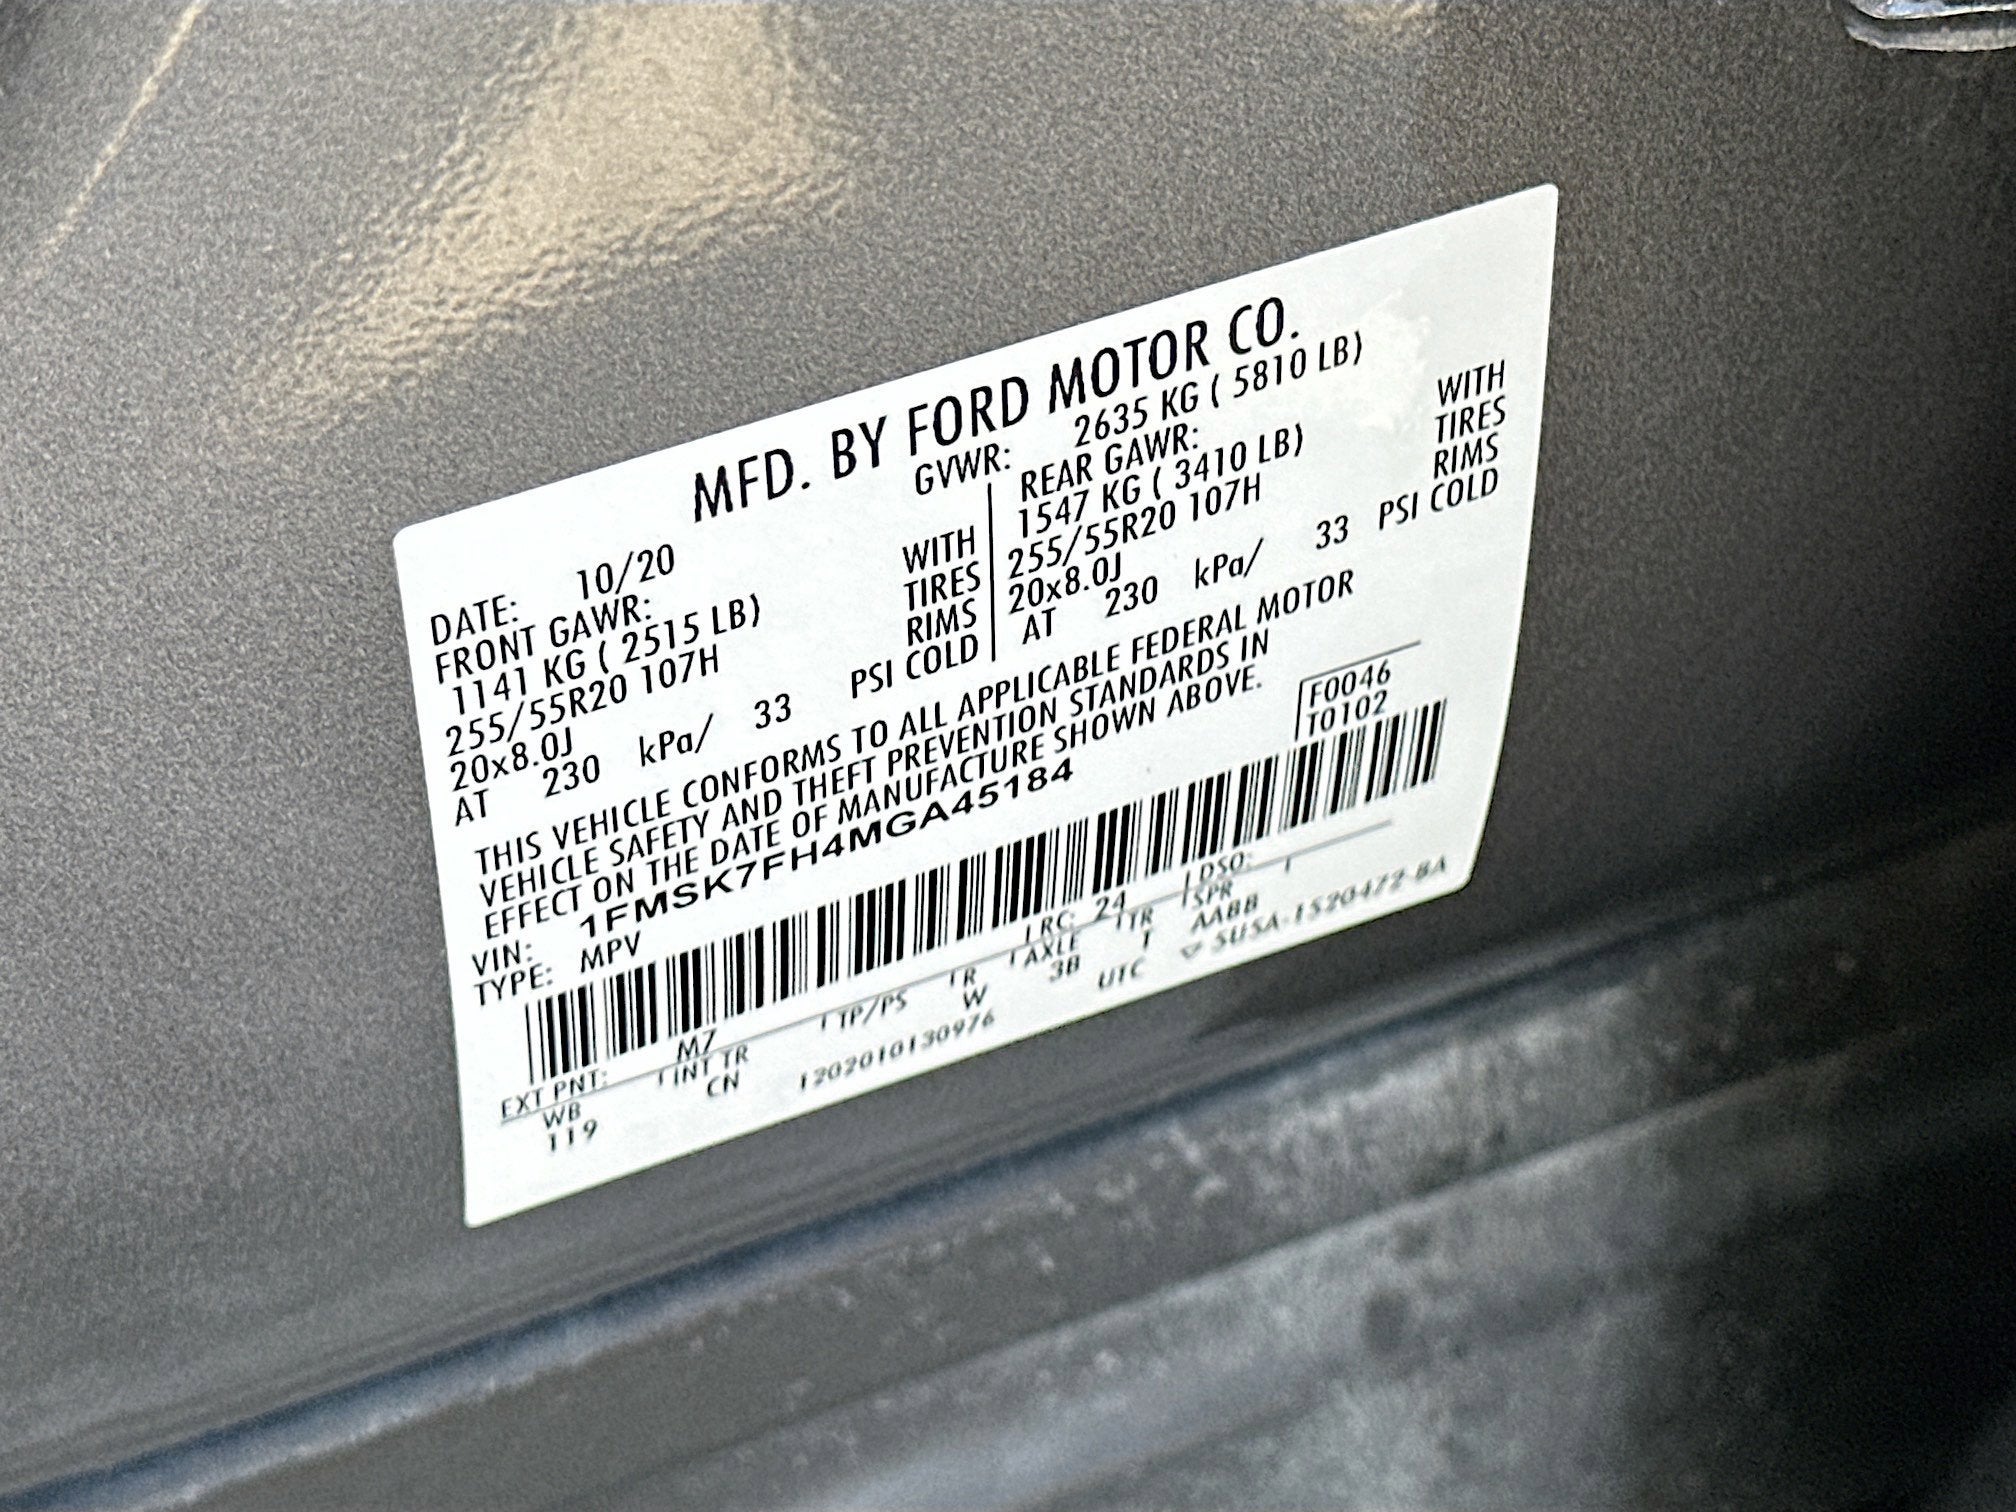 MFD. BY FORD MOTOR CO.
DATE: 10/20 GVWR: 2635 KG ( 5810 LB)
FRONT GAWR: REAR GAWR:
1141 KG ( 2515 LB) WITH 1547 KG ( 3410 LB) WITH
255/55R20 107H TIRES 255/55R20 107H TIRES
20x8.0J RIMS 20x8.0J RIMS
AT 230 kPa/ 33 PSI COLD AT 230 kPa/ 33 PSI COLD
THIS VEHICLE CONFORMS TO ALL APPLICABLE FEDERAL MOTOR
VEHICLE SAFETY AND THEFT PREVENTION STANDARDS IN
EFFECT ON THE DATE OF MANUFACTURE SHOWN ABOVE.
VIN: 1FMSK7FH4MGA45184 F0046
TYPE: MPV T0102
EXT PNT: M7 RC: 24 DSO:
WB INT TR TP/PS R AXLE TR SPR
119 CN W 3B T AABB
1202010130976 UTC SU5A-1520472-BA